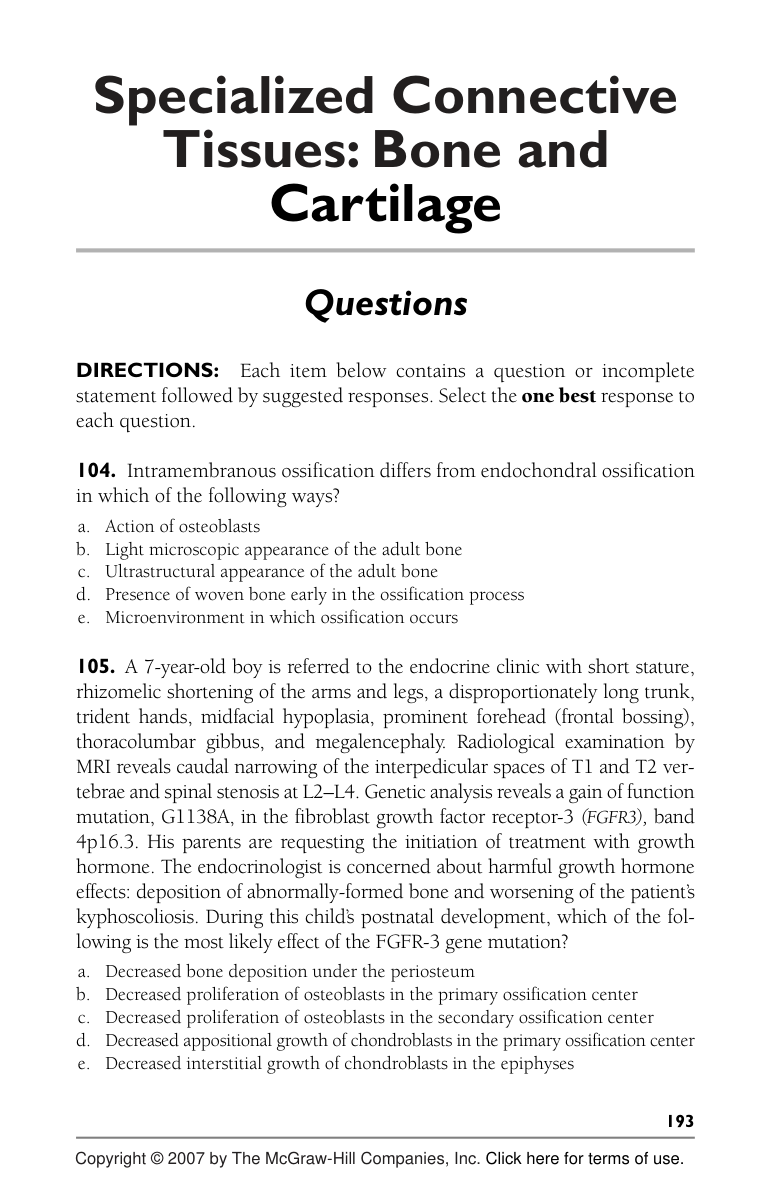 Specialized Connective
Tissues: Bone and
Cartilage
Questions
DIRECTIONS: Each item below contains a question or incomplete
statement followed by suggested responses. Select the one best response to
each question.
104. Intramembranous ossification differs from endochondral ossification
in which of the following ways?
a. Action of osteoblasts
b. Light microscopic appearance of the adult bone
c. Ultrastructural appearance of the adult bone
d. Presence of woven bone early in the ossification process
e. Microenvironment in which ossification occurs
105. A 7-year-old boy is referred to the endocrine clinic with short stature,
rhizomelic shortening of the arms and legs, a disproportionately long trunk,
trident hands, midfacial hypoplasia, prominent forehead (frontal bossing),
thoracolumbar gibbus, and megalencephaly. Radiological examination by
MRI reveals caudal narrowing of the interpedicular spaces of T1 and T2 ver-
tebrae and spinal stenosis at L2–L4. Genetic analysis reveals a gain of function
mutation, G1138A, in the fibroblast growth factor receptor-3 (FGFR3), band
4p16.3. His parents are requesting the initiation of treatment with growth
hormone. The endocrinologist is concerned about harmful growth hormone
effects: deposition of abnormally-formed bone and worsening of the patient's
kyphoscoliosis. During this child's postnatal development, which of the fol-
lowing is the most likely effect of the FGFR-3 gene mutation?
a. Decreased bone deposition under the periosteum
b. Decreased proliferation of osteoblasts in the primary ossification center
c. Decreased proliferation of osteoblasts in the secondary ossification center
d. Decreased appositional growth of chondroblasts in the primary ossification center
e. Decreased interstitial growth of chondroblasts in the epiphyses
193
Copyright © 2007 by The McGraw-Hill Companies, Inc. Click here for terms of use.